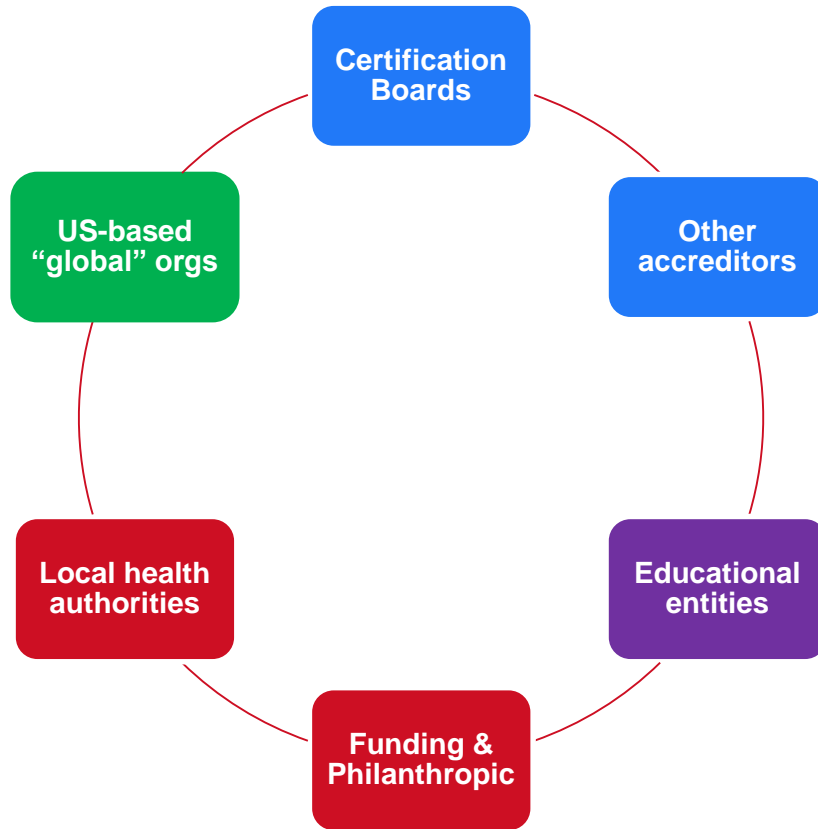 Certification
Boards
Other
accreditors
Educational
entities
Funding &
Philanthropic
Local health
authorities
US-based
“global” orgs